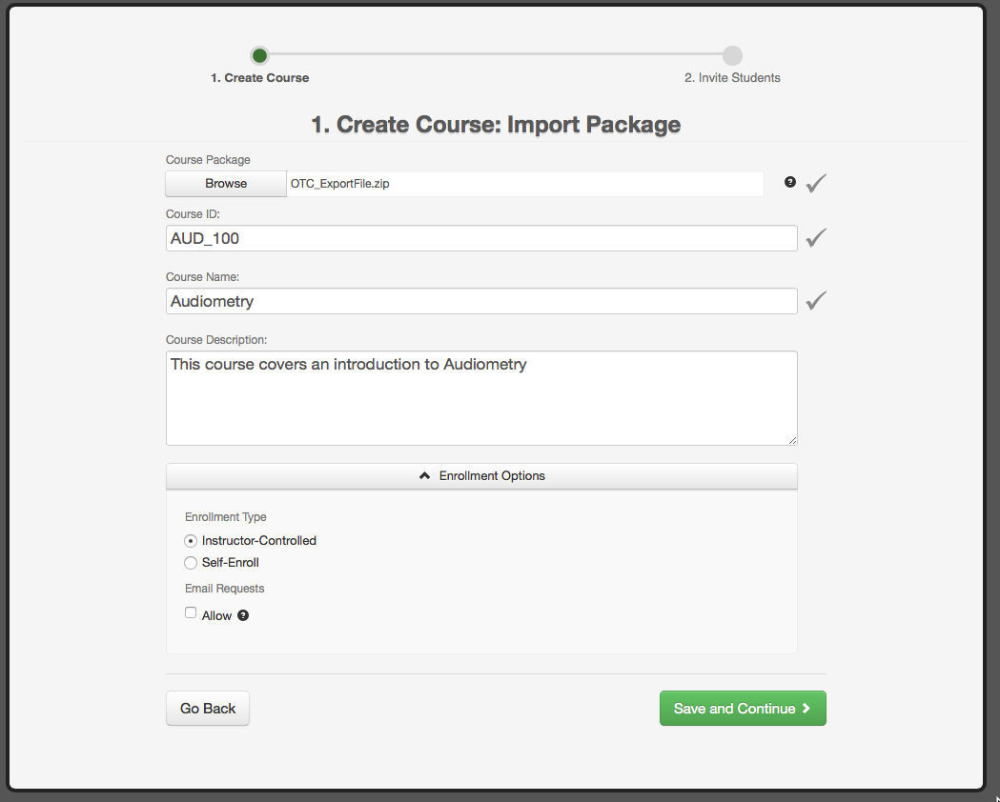 1. Create Course
2. Invite Students
1. Create Course: Import Package
Course Package
Browse
OTC_ExportFile.zip
?
Course ID:
AUD_100
Course Name:
Audiometry
Course Description:
This course covers an introduction to Audiometry
Enrollment Options
Enrollment Type
Instructor-Controlled
Self-Enroll
Email Requests
Allow ?
Go Back
Save and Continue